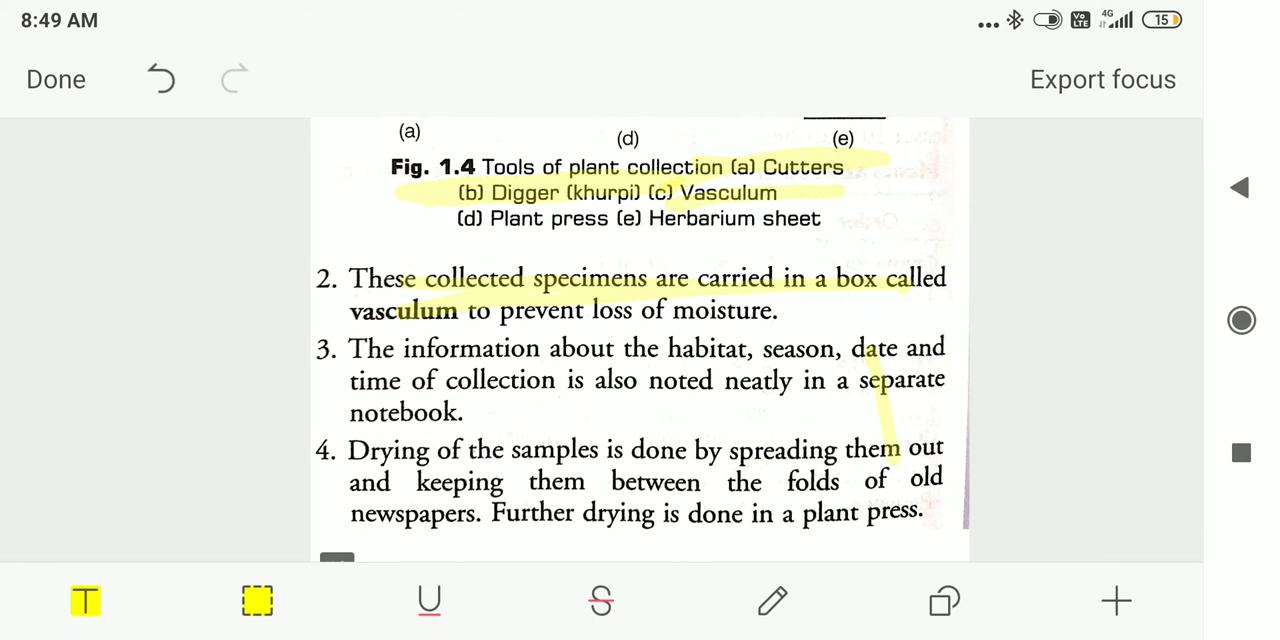 8:49 AM
Vo LTE
4G
15
Done
Export focus
(a)
(d)
(e)
Fig. 1.4 Tools of plant collection (a) Cutters
(b) Digger (khurpi) (c) Vasculum
(d) Plant press (e) Herbarium sheet
2. These collected specimens are carried in a box called
vasculum to prevent loss of moisture.
3. The information about the habitat, season, date and
time of collection is also noted neatly in a separate
notebook.
4. Drying of the samples is done by spreading them out
and keeping them between the folds of old
newspapers. Further drying is done in a plant press.
T
U
S